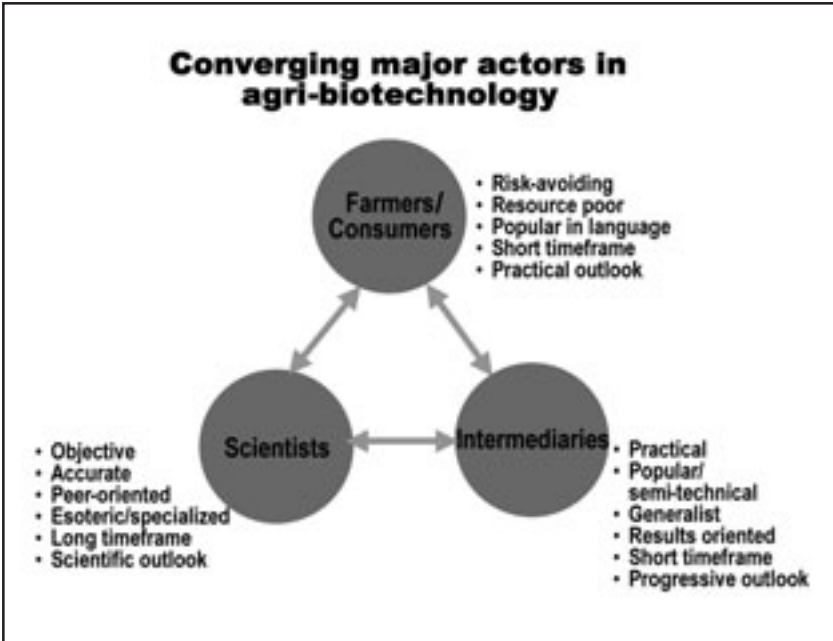 Converging major actors in
agri-biotechnology
Farmers/
Consumers
• Risk-avoiding
• Resource poor
• Popular in language
• Short timeframe
• Practical outlook
Scientists
• Objective
• Accurate
• Peer-oriented
• Esoteric/specialized
• Long timeframe
• Scientific outlook
Intermediaries
• Practical
• Popular/
semi-technical
• Generalist
• Results oriented
• Short timeframe
• Progressive outlook